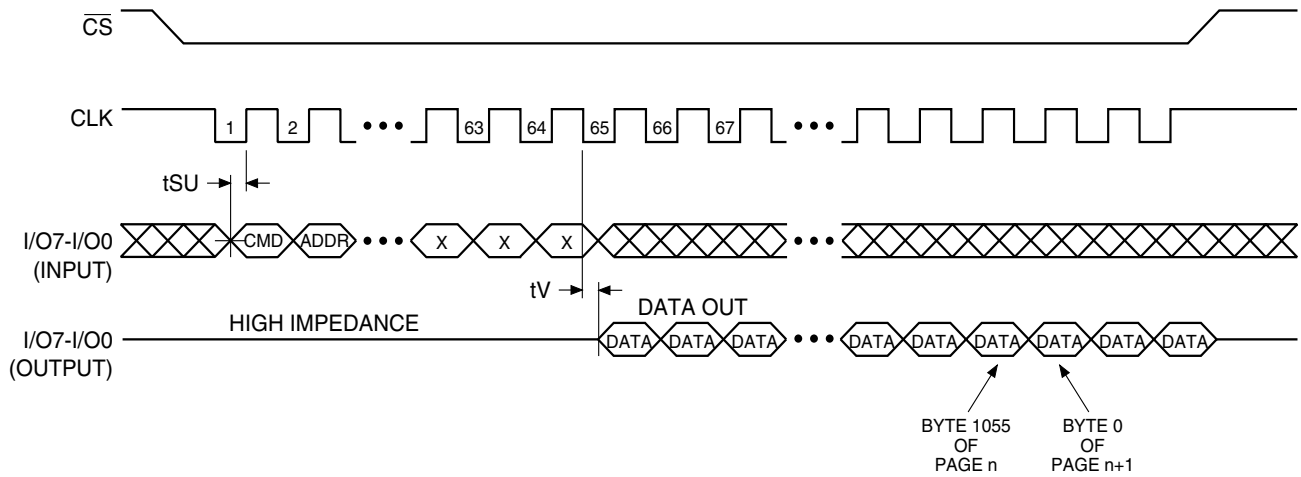 CS
CLK
1 2 63 64 65 66 67
tSU
I/O7-I/O0
(INPUT)
CMD ADDR X X X
tV
DATA OUT
HIGH IMPEDANCE
I/O7-I/O0
(OUTPUT)
DATA DATA DATA DATA DATA DATA DATA DATA DATA
BYTE 1055
OF
PAGE n
BYTE 0
OF
PAGE n+1